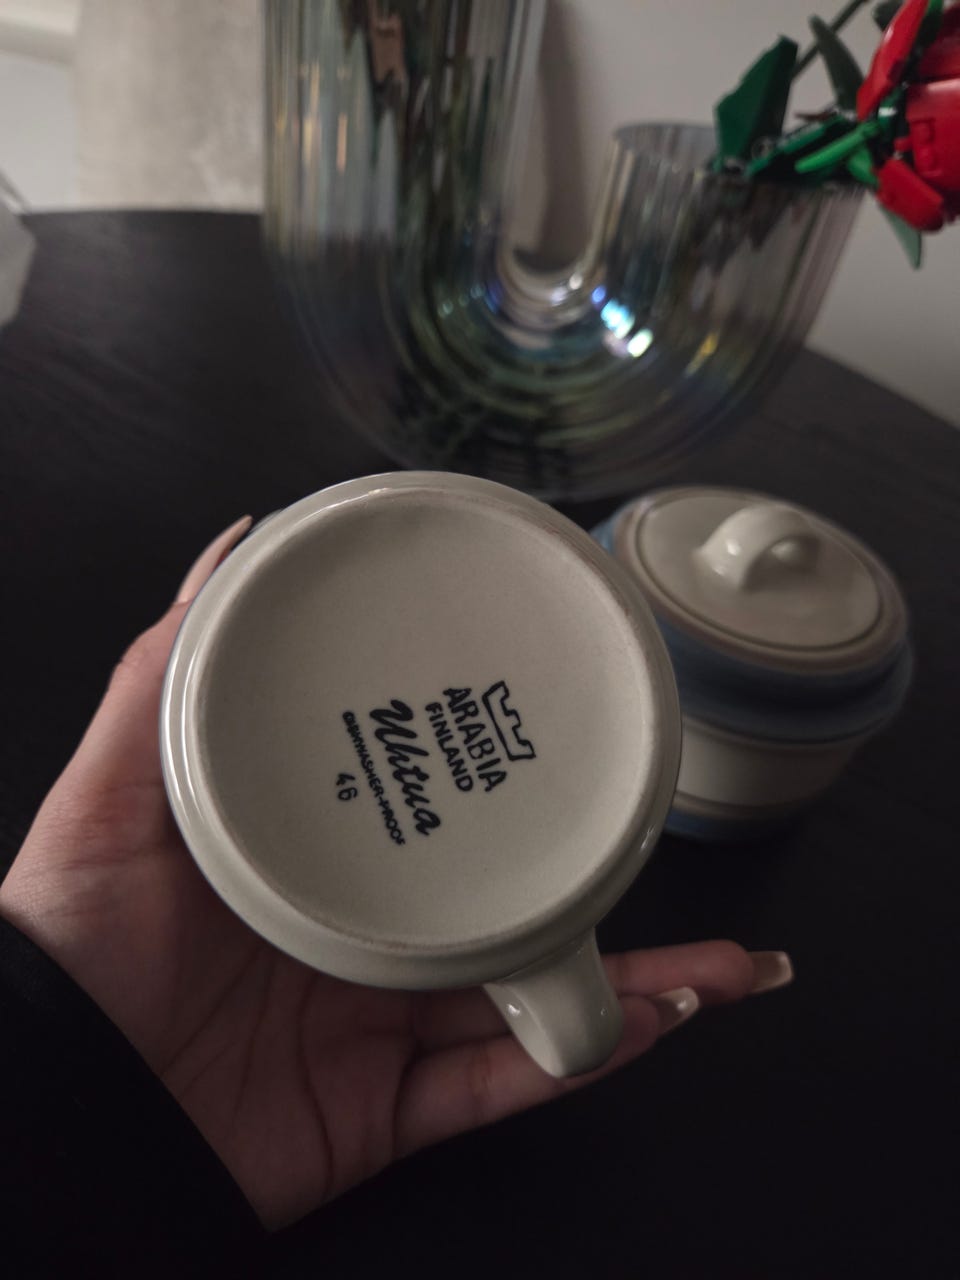 ARABIA
FINLAND
Uhtua
DISHWASHER-PROOF
46